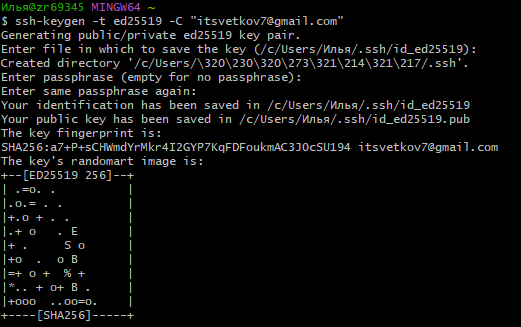 Илья@zr69345 MINGW64 ~
$ ssh-keygen -t ed25519 -C "itsvetkov7@gmail.com"
Generating public/private ed25519 key pair.
Enter file in which to save the key (/c/Users/Илья/.ssh/id_ed25519):
Created directory '/c/Users/\320\230\320\273\321\214\321\217/.ssh'.
Enter passphrase (empty for no passphrase):
Enter same passphrase again:
Your identification has been saved in /c/Users/Илья/.ssh/id_ed25519
Your public key has been saved in /c/Users/Илья/.ssh/id_ed25519.pub
The key fingerprint is:
SHA256:a7+P+sCHWmdYrMkr4I2GYP7KqFDFoukmAC3JOcSU194 itsvetkov7@gmail.com
The key's randomart image is:
+--[ED25519 256]--+
| .=o. .          |
|.o.= . .         |
|+.o + . .        |
|.+ o   . E       |
|+ .     S o      |
|+o  .  o B       |
|=+ o +  % +      |
|*.. + o+ B .     |
|+ooo  ..oo=o.    |
+----[SHA256]-----+